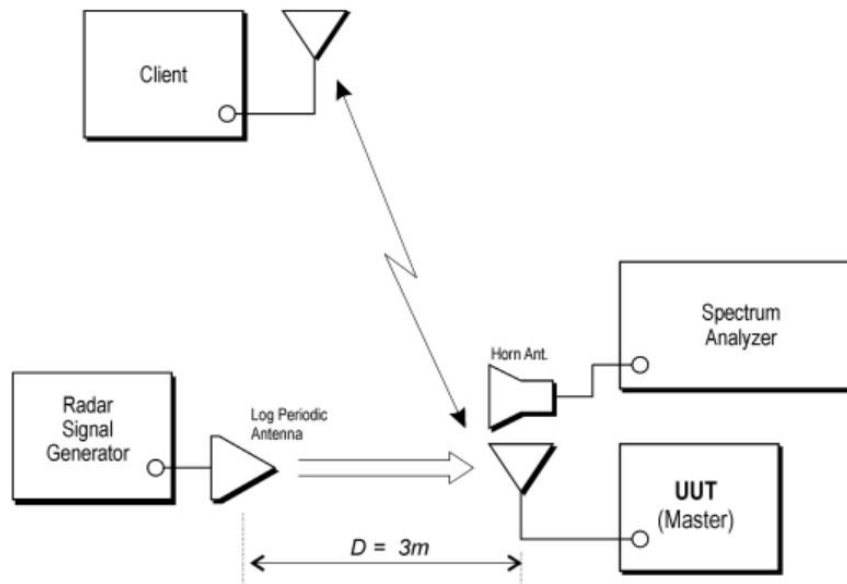 Client
Spectrum
Analyzer
Horn Ant.
Radar
Signal
Generator
Log Periodic
Antenna
UUT
(Master)
D = 3m